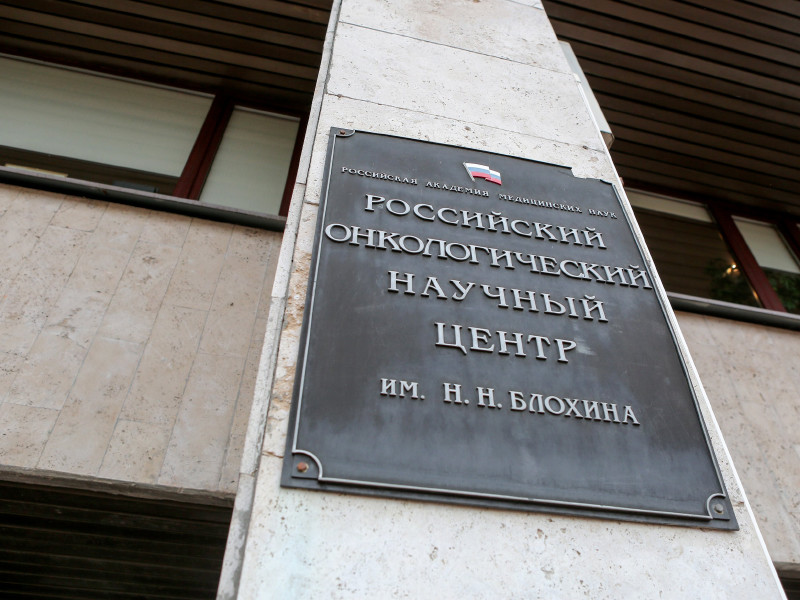 РОССИЙСКАЯ АКАДЕМИЯ МЕДИЦИНСКИХ НАУК
РОССИЙСКИЙ
ОНКОЛОГИЧЕСКИЙ
НАУЧНЫЙ
ЦЕНТР
ИМ. Н. Н. БЛОХИНА